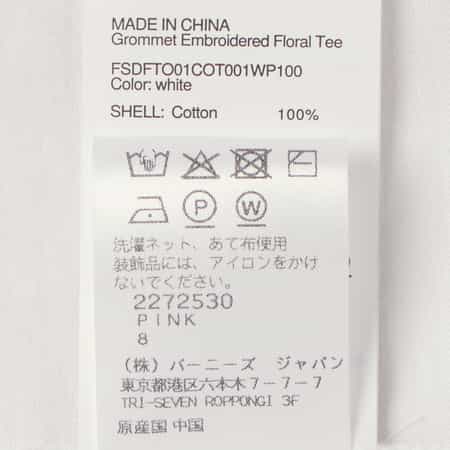 MADE IN CHINA
Grommet Embroidered Floral Tee
FSDFTO01COT001WP100
Color: white
SHELL: Cotton 100%
P W
洗濯ネット、あて布使用
装飾品には、アイロンをかけ
ないでください。
2272530
PINK
8
(株) バーニーズ ジャパン
東京都港区六本木7-7-7
TRI-SEVEN ROPPONGI 3F
原産国 中国